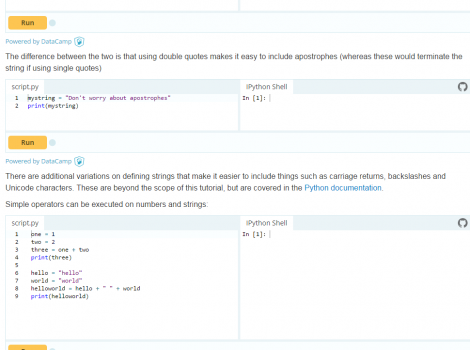 Run
Powered by DataCamp
The difference between the two is that using double quotes makes it easy to include apostrophes (whereas these would terminate the
string if using single quotes)
script.py IPython Shell
1 mystring = "Don't worry about apostrophes" In [1]:
2 print(mystring)
Run
Powered by DataCamp
There are additional variations on defining strings that make it easier to include things such as carriage returns, backslashes and
Unicode characters. These are beyond the scope of this tutorial, but are covered in the Python documentation.
Simple operators can be executed on numbers and strings:
script.py IPython Shell
1 one = 1 In [1]:
2 two = 2
3 three = one + two
4 print(three)
5
6 hello = "hello"
7 world = "world"
8 helloworld = hello + " " + world
9 print(helloworld)